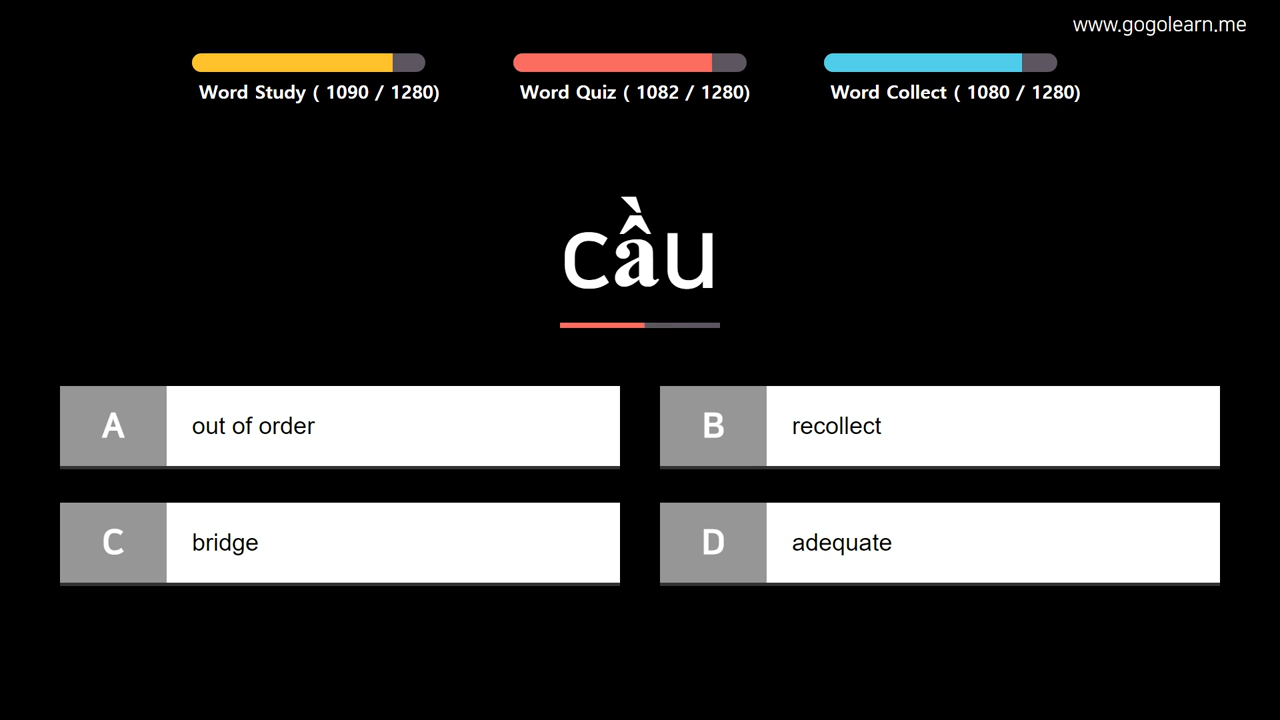 www.gogolearn.me
Word Study ( 1090 / 1280)
Word Quiz ( 1082 / 1280)
Word Collect ( 1080 / 1280)
cầu
A
out of order
B
recollect
C
bridge
D
adequate